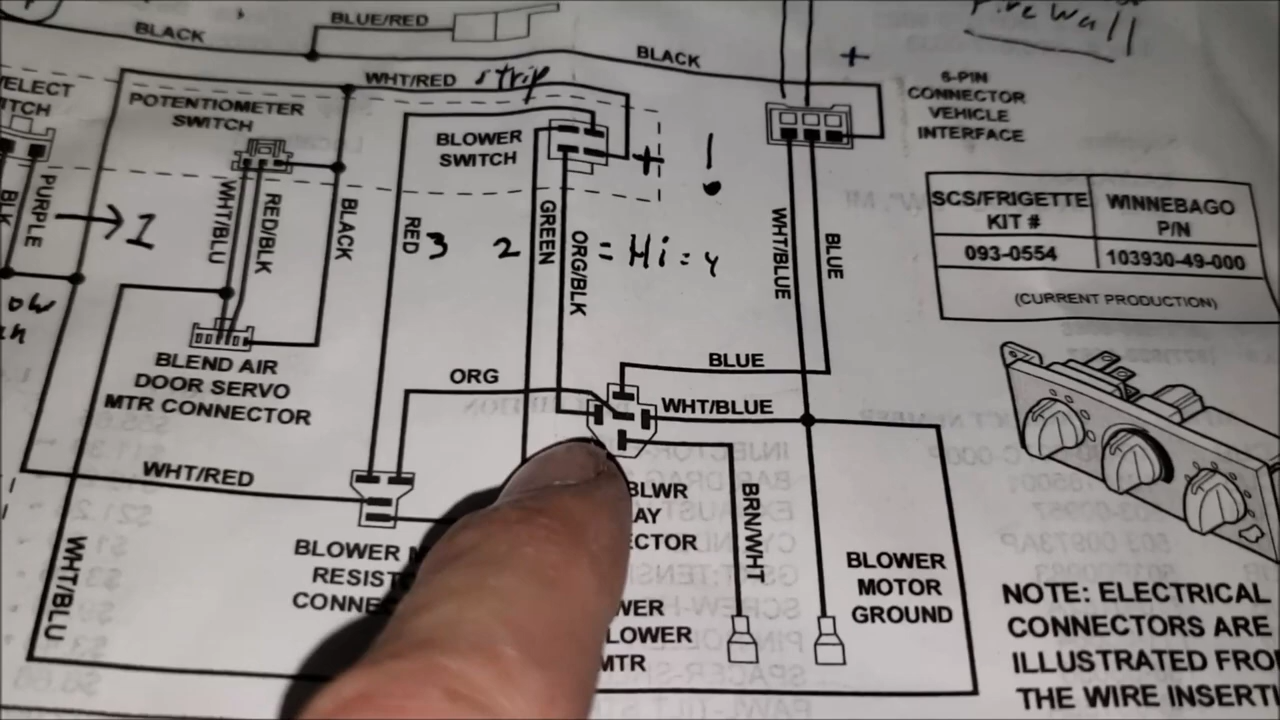 BLUE/RED
BLACK
Firewall
BLACK
+
WHT/RED strip
6-PIN
CONNECTOR
VEHICLE
INTERFACE
POTENTIOMETER
SWITCH
BLOWER
SWITCH
+ !
BLK
PURPLE
1
WHT/BLU
RED/BLK
BLACK
RED
3
2
GREEN
ORG/BLK
= Hi = 4
WHT/BLUE
BLUE
SCS/FRIGETTE
KIT #
WINNEBAGO
P/N
093-0554
103930-49-000
(CURRENT PRODUCTION)
BLEND AIR
DOOR SERVO
MTR CONNECTOR
ORG
BLUE
WHT/BLUE
WHT/RED
WHT/BLU
BLOWER
RESIST
CONNE
BLWR
AY
ECTOR
BRN/WHT
WER
LOWER
MTR
BLOWER
MOTOR
GROUND
NOTE: ELECTRICAL
CONNECTORS ARE
ILLUSTRATED FRO
THE WIRE INSERTI